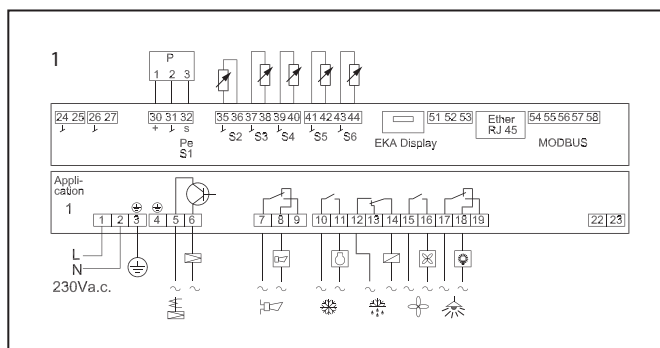 1
P
1 2 3
24 25 26 27 30 31 32 35 36 37 38 39 40 41 42 43 44 51 52 53 Ether RJ 45 54 55 56 57 58
+ s S2 S3 S4 S5 S6 EKA Display MODBUS
Pe
S1
Appli-
cation
1
1 2 3 4 5 6 7 8 9 10 11 12 13 14 15 16 17 18 19 22 23
L
N
230Va.c.
~ ~ ~ ~ ~ ~ ~ ~ ~ ~ ~ ~